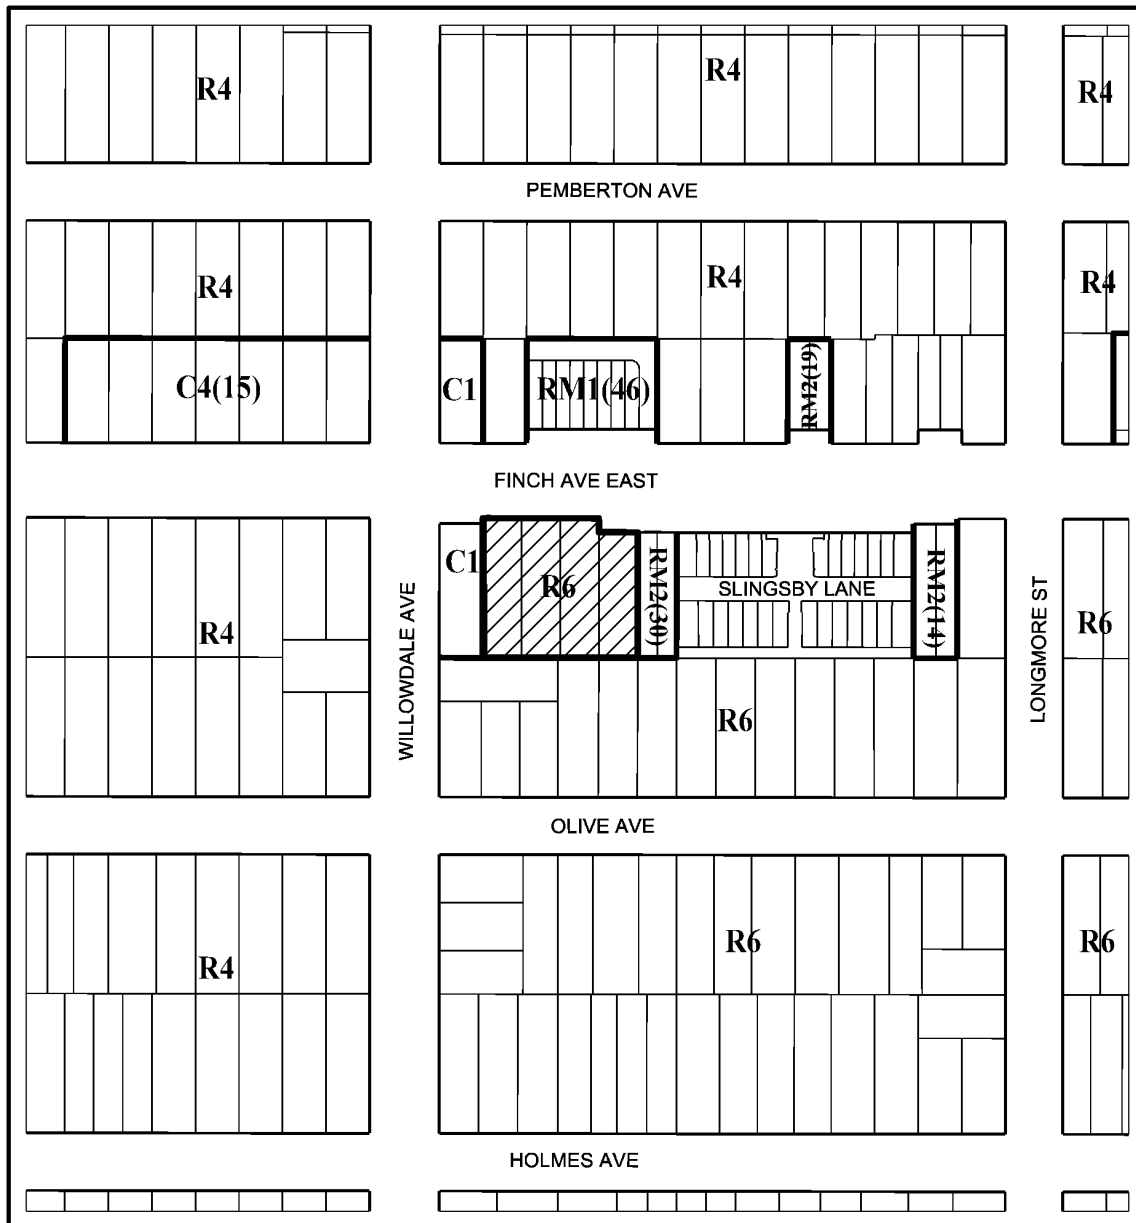 R4
R4
R4
PEMBERTON AVE
R4
R4
R4
C4(15)
C1
RM1(46)
RM2(19)
FINCH AVE EAST
C1
R6
RM2(30)
SLINGSBY LANE
RM2(14)
R4
R6
WILLOWDALE AVE
LONGMORE ST
R6
OLIVE AVE
R4
R6
R6
HOLMES AVE